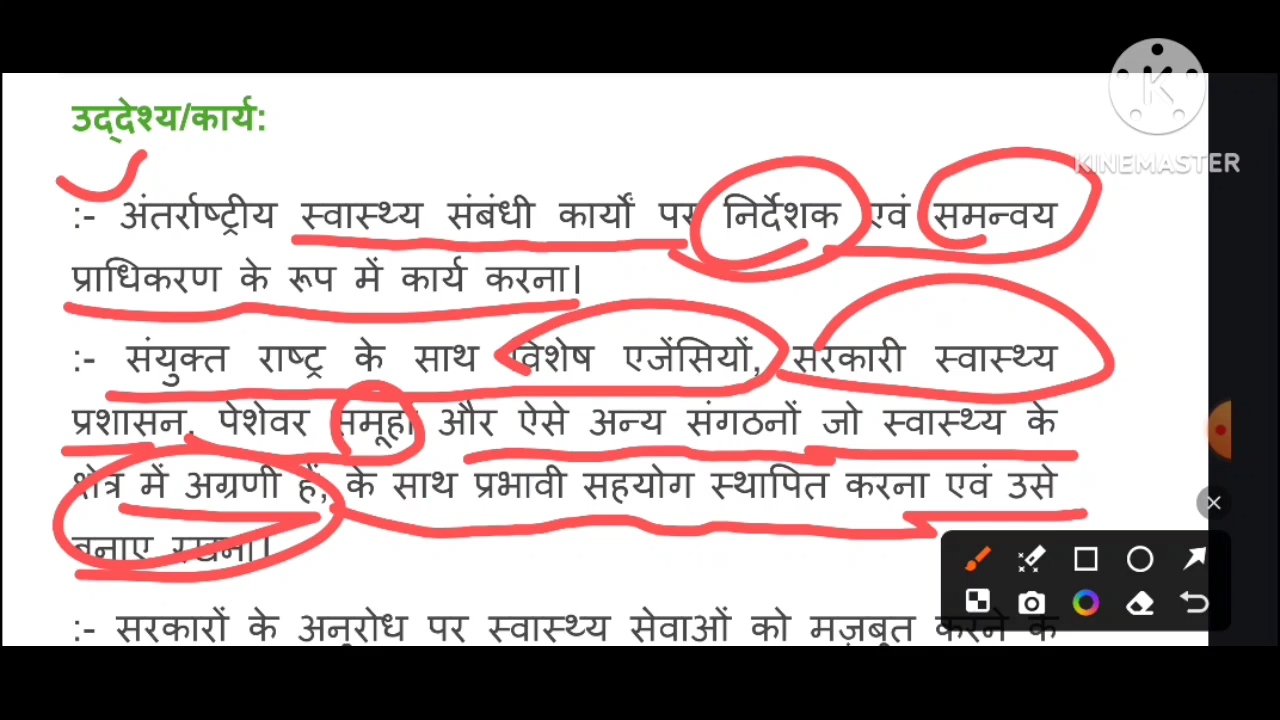 KINEMASTER
उद्देश्य/कार्य:
:- अंतर्राष्ट्रीय स्वास्थ्य संबंधी कार्यों पर निर्देशक एवं समन्वय
प्राधिकरण के रूप में कार्य करना।
:- संयुक्त राष्ट्र के साथ विशेष एजेंसियों, सरकारी स्वास्थ्य
प्रशासन, पेशेवर समूहों और ऐसे अन्य संगठनों जो स्वास्थ्य के
क्षेत्र में अग्रणी हैं, के साथ प्रभावी सहयोग स्थापित करना एवं उसे
बनाए रखना।
:- सरकारों के अनुरोध पर स्वास्थ्य सेवाओं को मज़बूत करने के